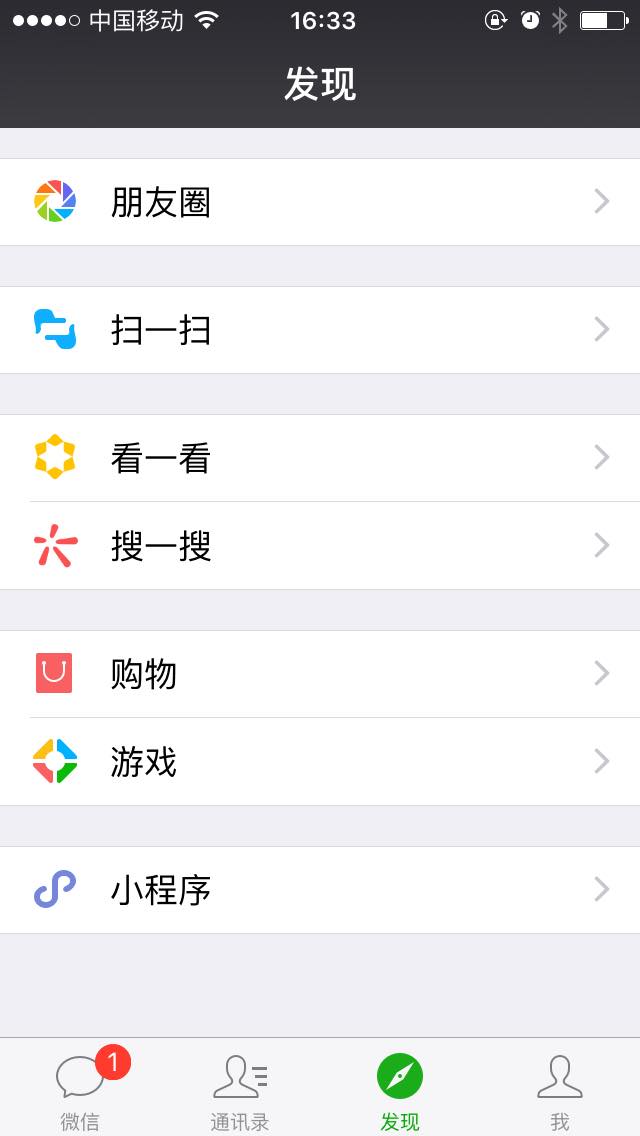 中国移动 16:33
发现
朋友圈
扫一扫
看一看
搜一搜
购物
游戏
小程序
1
微信 通讯录 发现 我